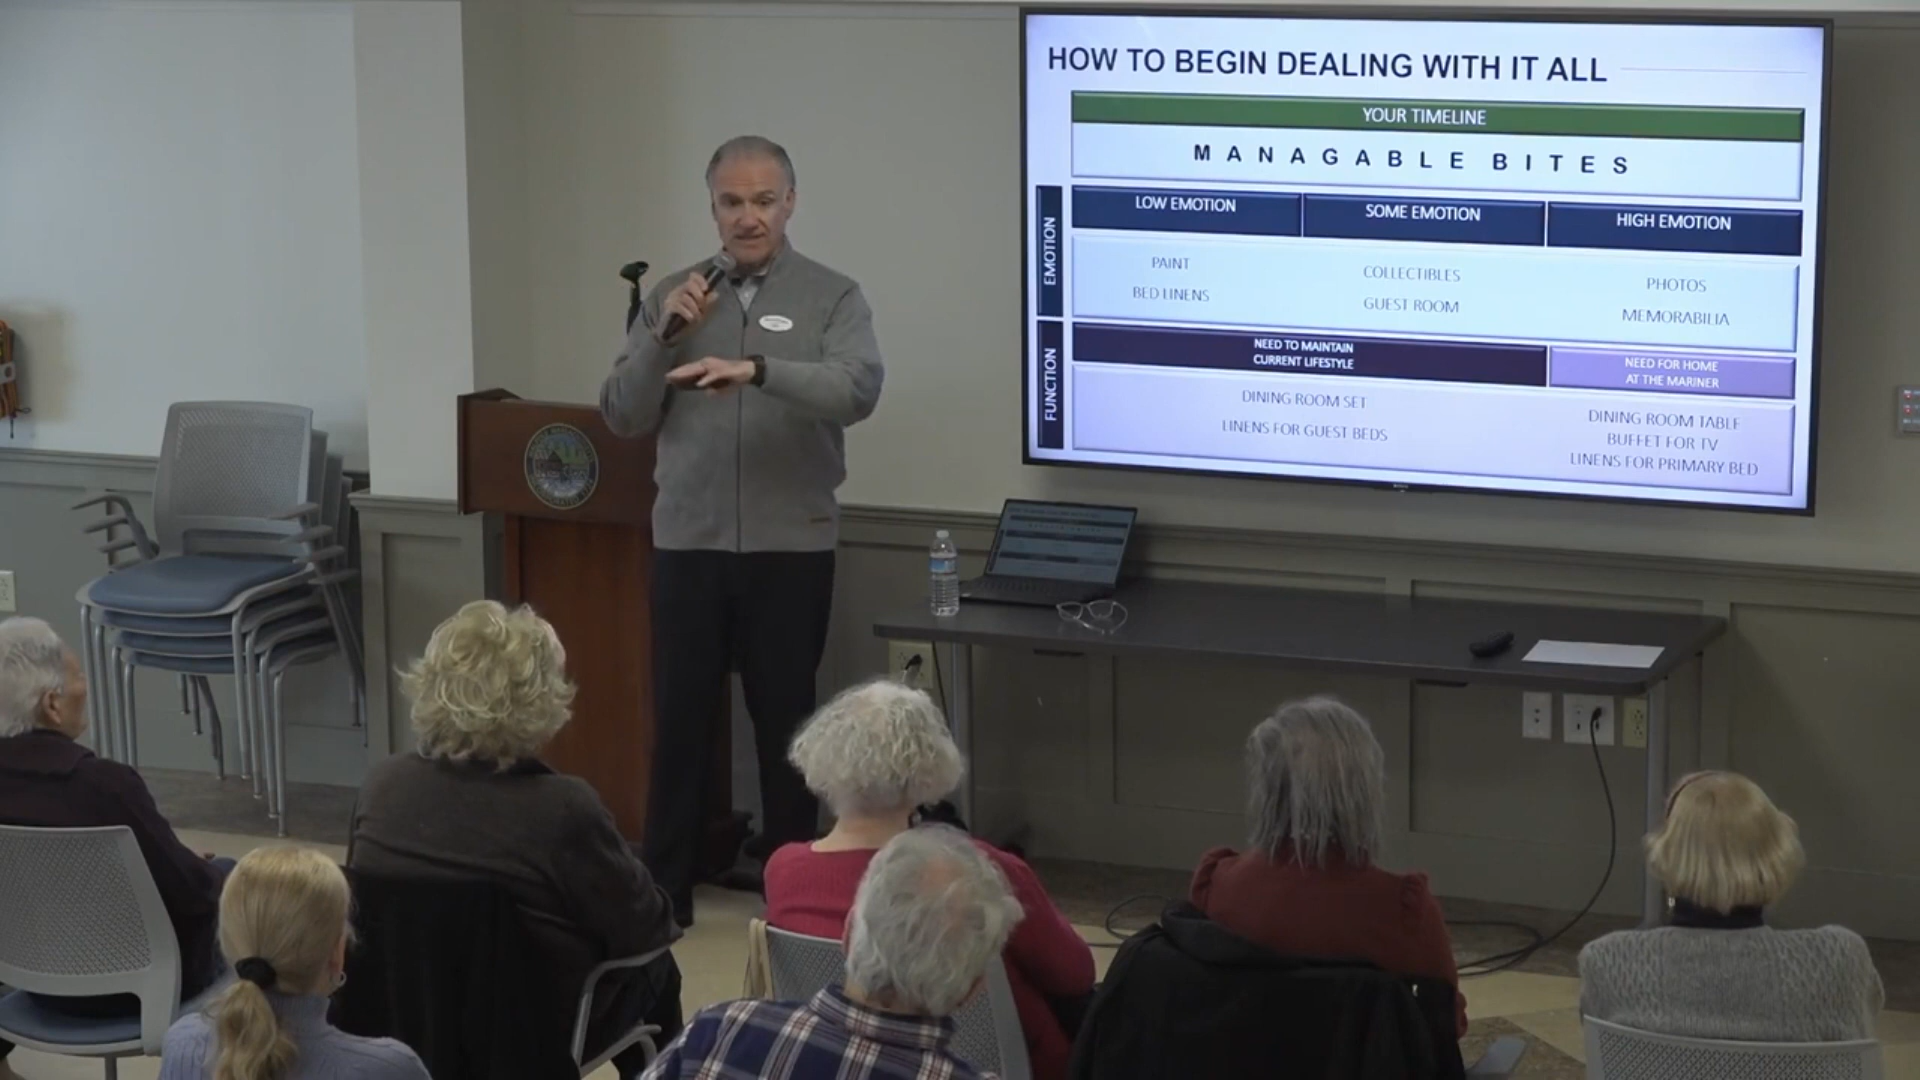 HOW TO BEGIN DEALING WITH IT ALL
YOUR TIMELINE
MANAGABLE BITES
EMOTION
LOW EMOTION
SOME EMOTION
HIGH EMOTION
PAINT
BED LINENS
COLLECTIBLES
GUEST ROOM
PHOTOS
MEMORABILIA
FUNCTION
NEED TO MAINTAIN
CURRENT LIFESTYLE
NEED FOR HOME
AT THE MARINER
DINING ROOM SET
LINENS FOR GUEST BEDS
DINING ROOM TABLE
BUFFET FOR TV
LINENS FOR PRIMARY BED